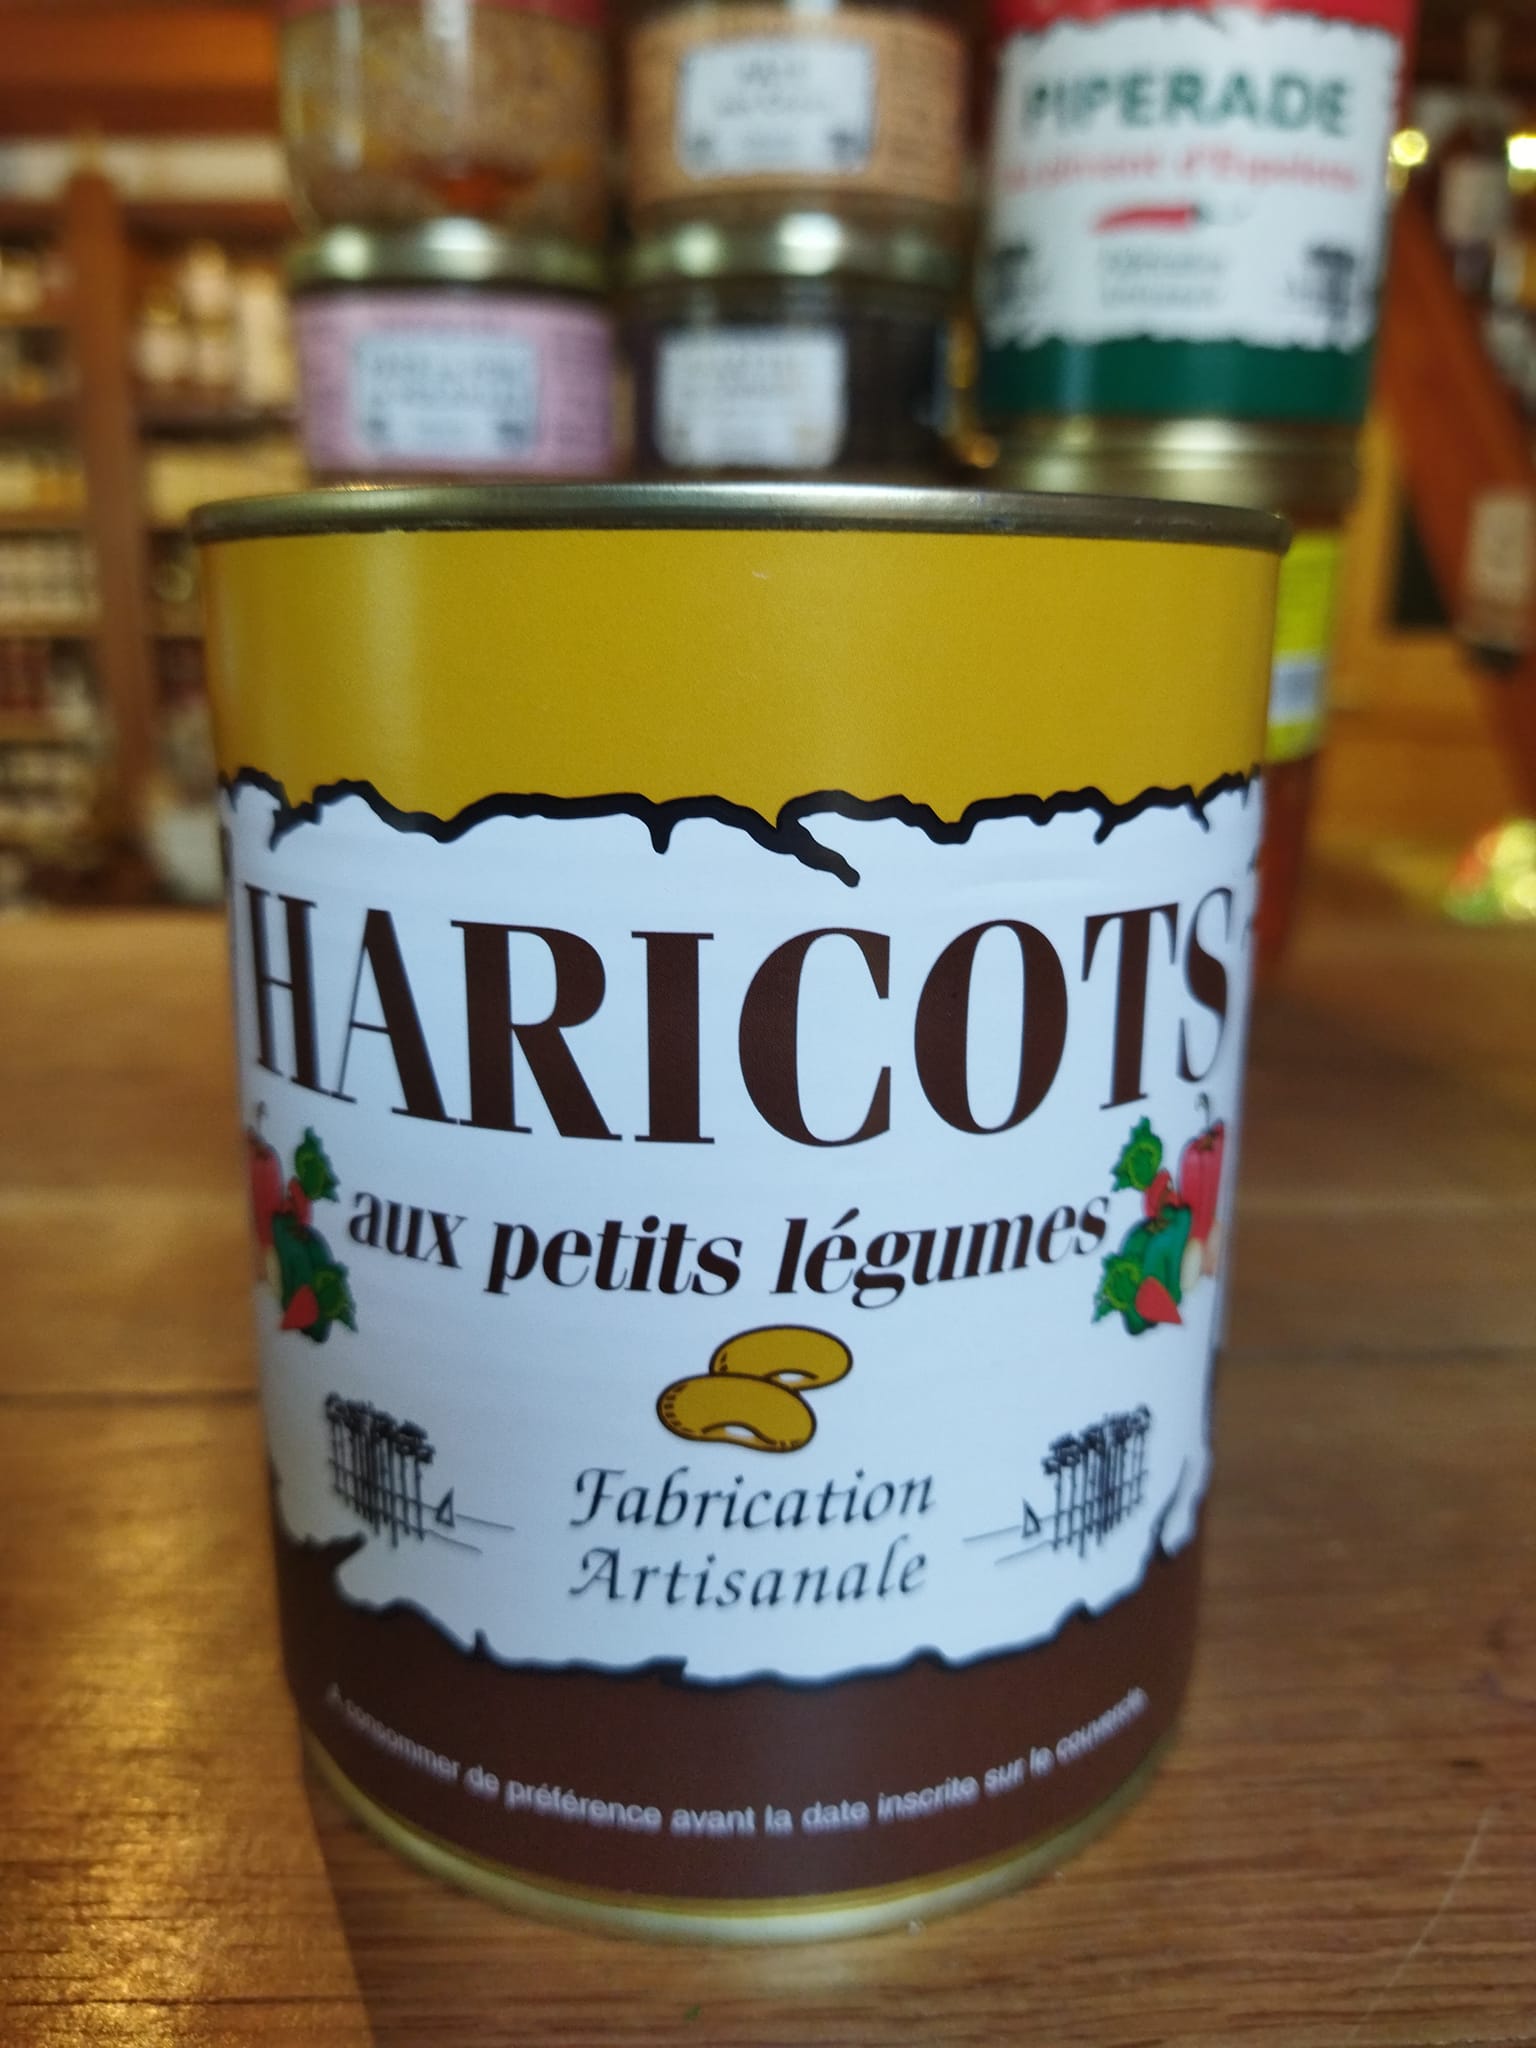 PIPERADE
HARICOTS
aux petits légumes
Fabrication
Artisanale
A consommer de préférence avant la date inscrite sur le couvercle